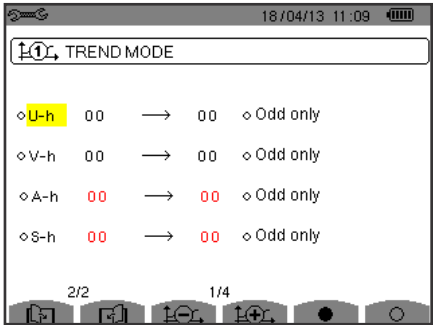 18/04/13 11:09
1 TREND MODE
U-h 00 → 00 Odd only
V-h 00 → 00 Odd only
A-h 00 → 00 Odd only
S-h 00 → 00 Odd only
2/2 1/4